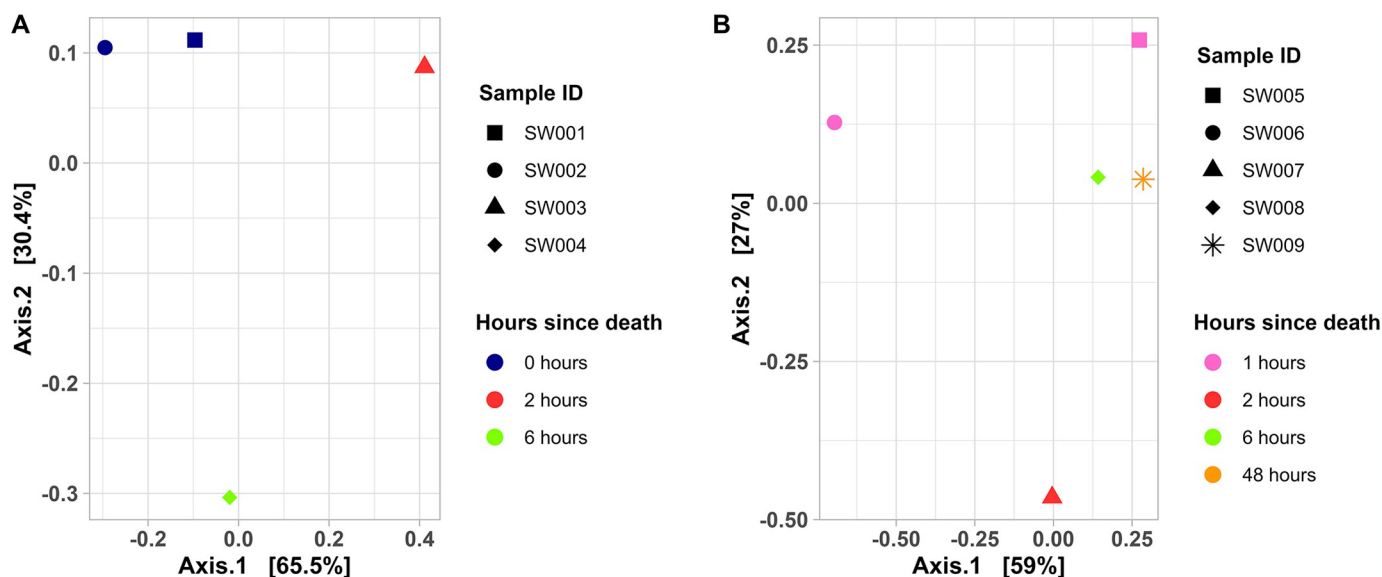 A
0.1
0.0
-0.1
-0.2
-0.3
Axis.2 [30.4%]
-0.2 0.0 0.2 0.4
Axis.1 [65.5%]
Sample ID
SW001
SW002
SW003
SW004
Hours since death
0 hours
2 hours
6 hours
B
0.25
0.00
-0.25
-0.50
Axis.2 [27%]
-0.50 -0.25 0.00 0.25
Axis.1 [59%]
Sample ID
SW005
SW006
SW007
SW008
SW009
Hours since death
1 hours
2 hours
6 hours
48 hours